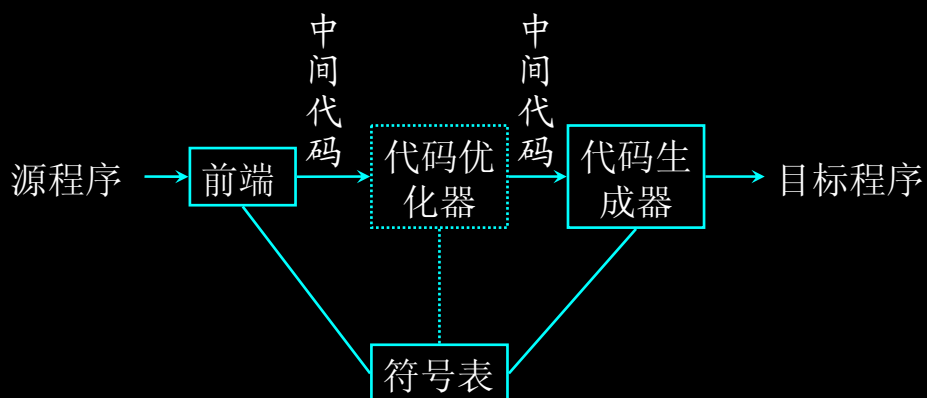 中间代码
中间代码
源程序
前端
代码优
化器
代码生
成器
目标程序
符号表